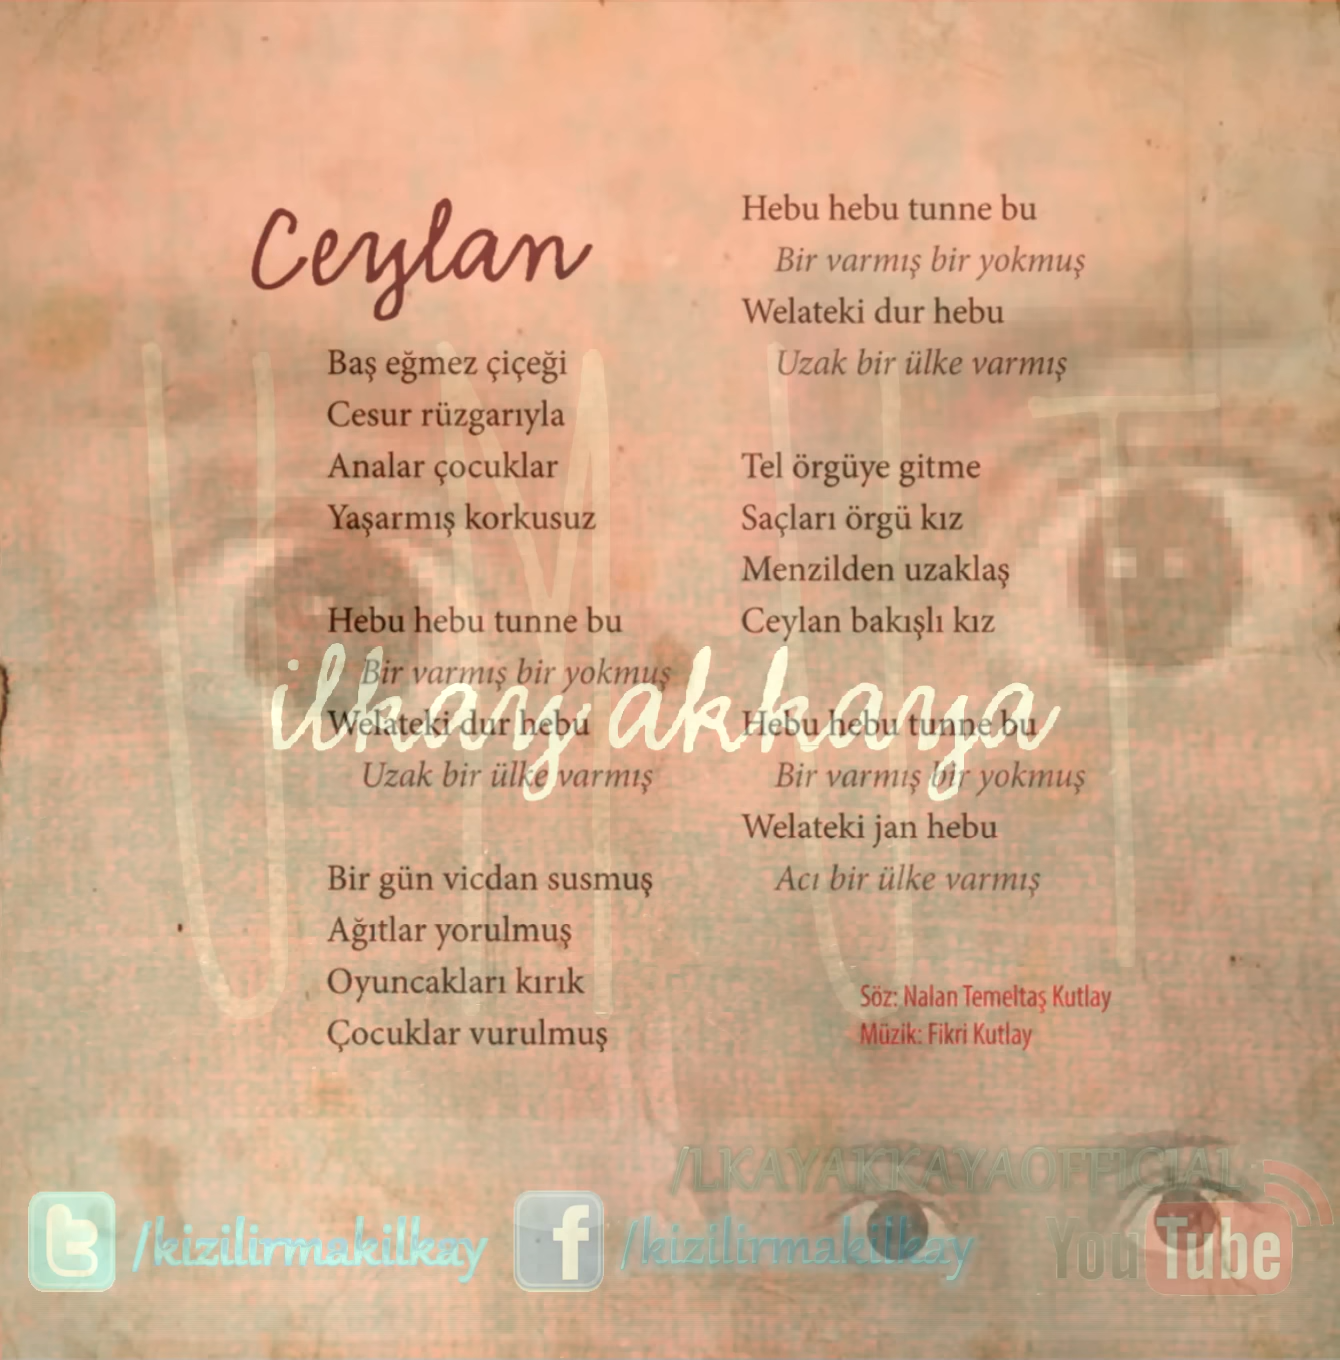 Ceylan
Baş eğmez çiçeği
Cesur rüzgarıyla
Analar çocuklar
Yaşarmış korkusuz
Hebu hebu tunne bu
Bir varmış bir yokmuş
Welateki dur hebu
Uzak bir ülke varmış
Bir gün vicdan susmuş
Ağıtlar yorulmuş
Oyuncakları kırık
Çocuklar vurulmuş
Hebu hebu tunne bu
Bir varmış bir yokmuş
Welateki dur hebu
Uzak bir ülke varmış
Tel örgüye gitme
Saçları örgü kız
Menzilden uzaklaş
Ceylan bakışlı kız
Hebu hebu tunne bu
Bir varmış bir yokmuş
Welateki jan hebu
Acı bir ülke varmış
Söz: Nalan Temeltaş Kutlay
Müzik: Fikri Kutlay
UMUT
ilkay akkaya
/ILKAYAKKAYAOFFICIAL
/kizilirmakilkay
/kizilirmakilkay
YouTube